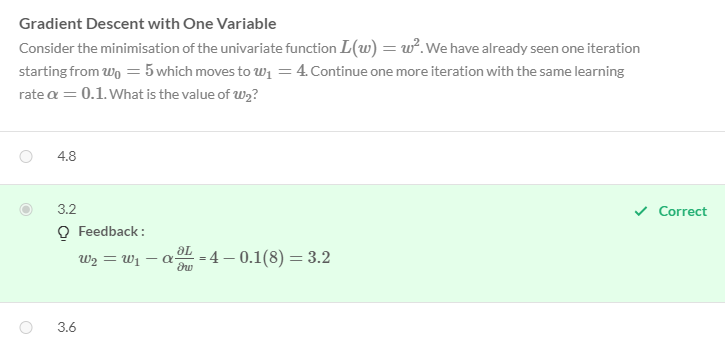 Gradient Descent with One Variable
Consider the minimisation of the univariate function L(w) = w². We have already seen one iteration
starting from w₀ = 5 which moves to w₁ = 4. Continue one more iteration with the same learning
rate α = 0.1. What is the value of w₂?
4.8
3.2
Correct
Feedback :
w₂ = w₁ − α ∂L/∂w = 4 − 0.1(8) = 3.2
3.6